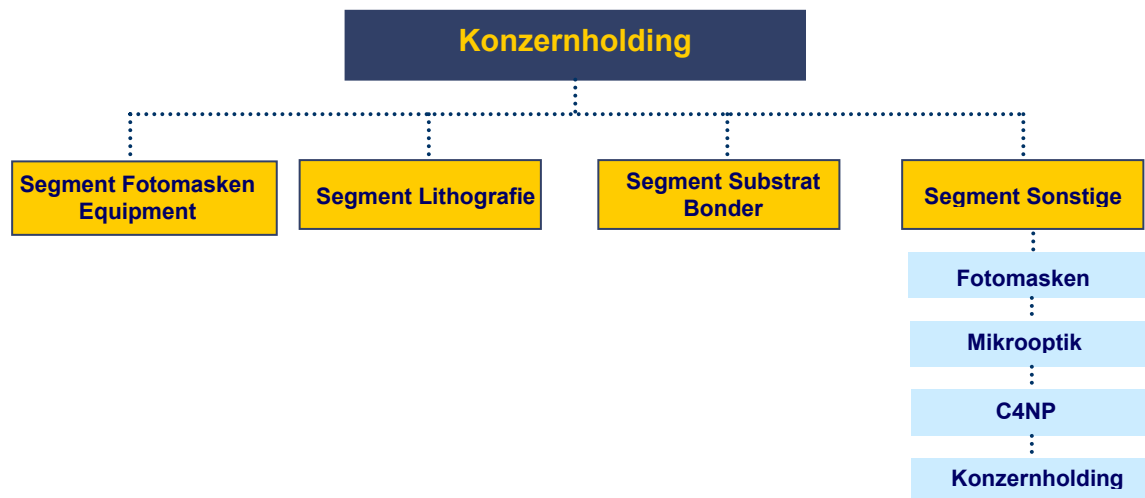 Konzernholding
Segment Fotomasken
Equipment
Segment Lithografie
Segment Substrat
Bonder
Segment Sonstige
Fotomasken
Mikrooptik
C4NP
Konzernholding